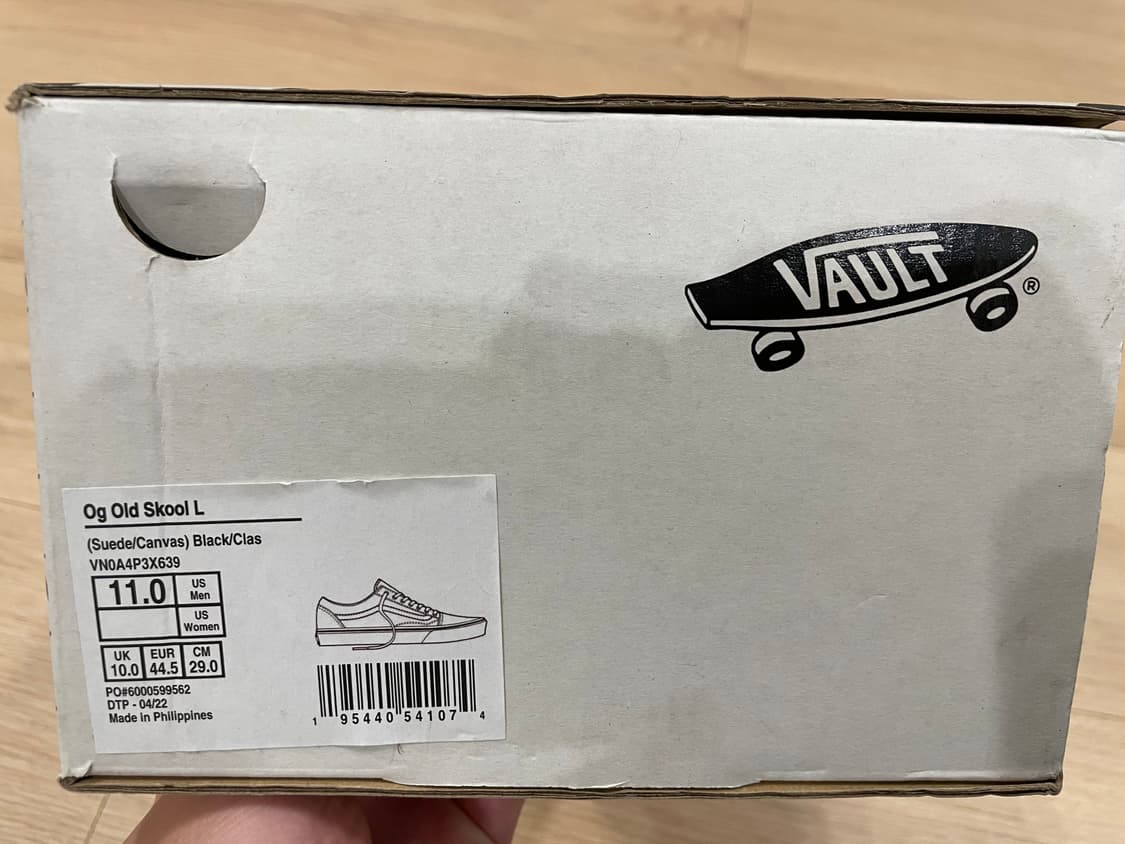 VAULT
®
Og Old Skool L
(Suede/Canvas) Black/Clas
VN0A4P3X639
11.0 US Men
US Women
UK EUR CM
10.0 44.5 29.0
PO#6000599562
DTP - 04/22
Made in Philippines
1 95440 54107 4